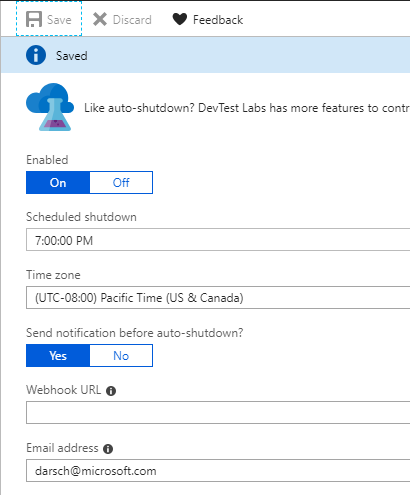 Save Discard Feedback
Saved
Like auto-shutdown? DevTest Labs has more features to contr
Enabled
On Off
Scheduled shutdown
7:00:00 PM
Time zone
(UTC-08:00) Pacific Time (US & Canada)
Send notification before auto-shutdown?
Yes No
Webhook URL
Email address
darsch@microsoft.com